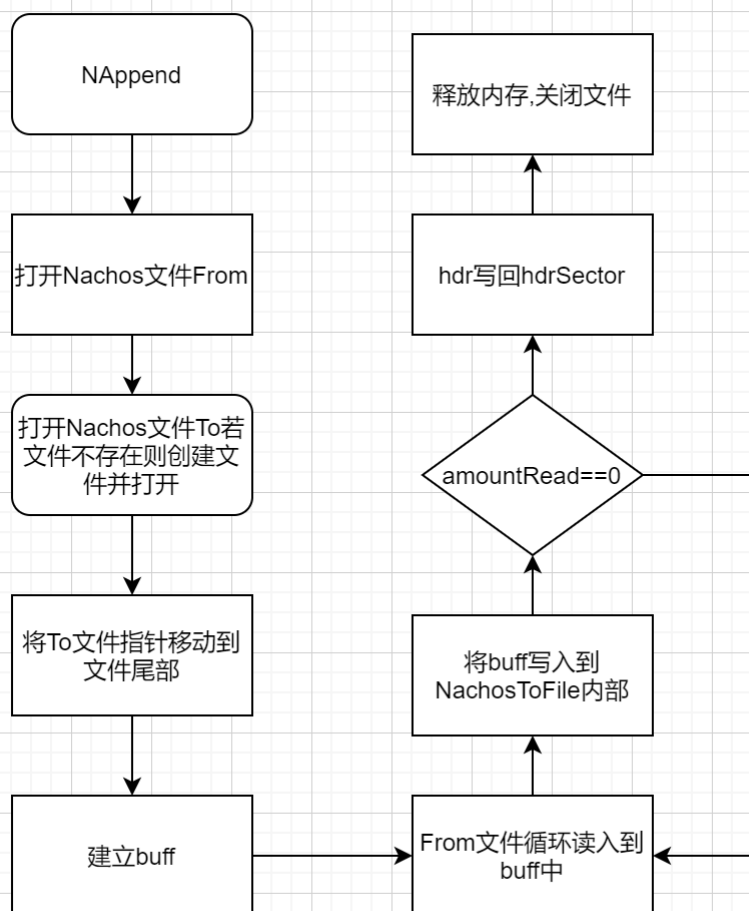 NAppend
打开Nachos文件From
打开Nachos文件To若
文件不存在则创建文
件并打开
将To文件指针移动到
文件尾部
建立buff
From文件循环读入到
buff中
将buff写入到
NachosToFile内部
amountRead==0
hdr写回hdrSector
释放内存,关闭文件